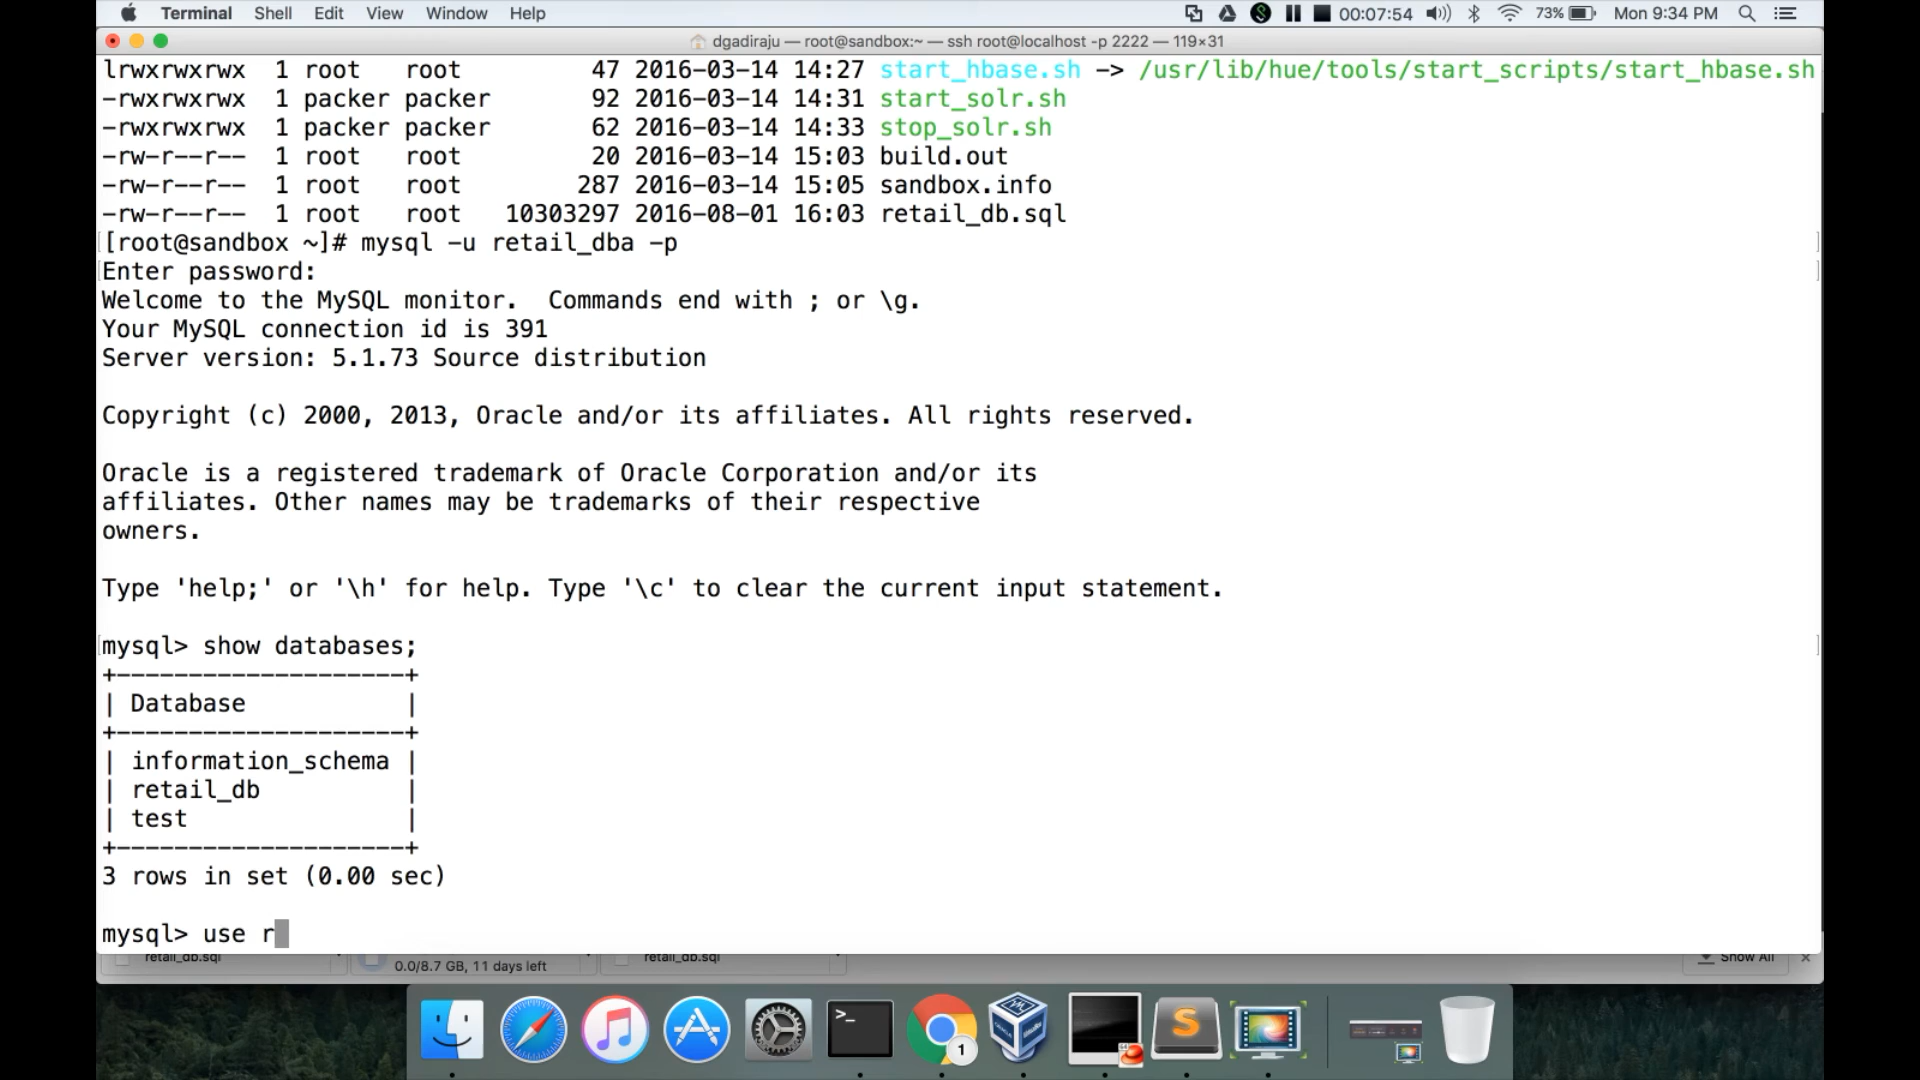 Terminal Shell Edit View Window Help 00:07:54 73% Mon 9:34 PM
dgadiraju — root@sandbox:~ — ssh root@localhost -p 2222 — 119×31
lrwxrwxrwx 1 root root 47 2016-03-14 14:27 start_hbase.sh -> /usr/lib/hue/tools/start_scripts/start_hbase.sh
-rwxrwxrwx 1 packer packer 92 2016-03-14 14:31 start_solr.sh
-rwxrwxrwx 1 packer packer 62 2016-03-14 14:33 stop_solr.sh
-rw-r--r-- 1 root root 20 2016-03-14 15:03 build.out
-rw-r--r-- 1 root root 287 2016-03-14 15:05 sandbox.info
-rw-r--r-- 1 root root 10303297 2016-08-01 16:03 retail_db.sql
[root@sandbox ~]# mysql -u retail_dba -p
Enter password:
Welcome to the MySQL monitor. Commands end with ; or \g.
Your MySQL connection id is 391
Server version: 5.1.73 Source distribution
Copyright (c) 2000, 2013, Oracle and/or its affiliates. All rights reserved.
Oracle is a registered trademark of Oracle Corporation and/or its
affiliates. Other names may be trademarks of their respective
owners.
Type 'help;' or '\h' for help. Type '\c' to clear the current input statement.
mysql> show databases;
+--------------------+
| Database |
+--------------------+
| information_schema |
| retail_db |
| test |
+--------------------+
3 rows in set (0.00 sec)
mysql> use r
retail_db.sql 0.0/8.7 GB, 11 days left retail_db.sql Show All
>_ 1 S